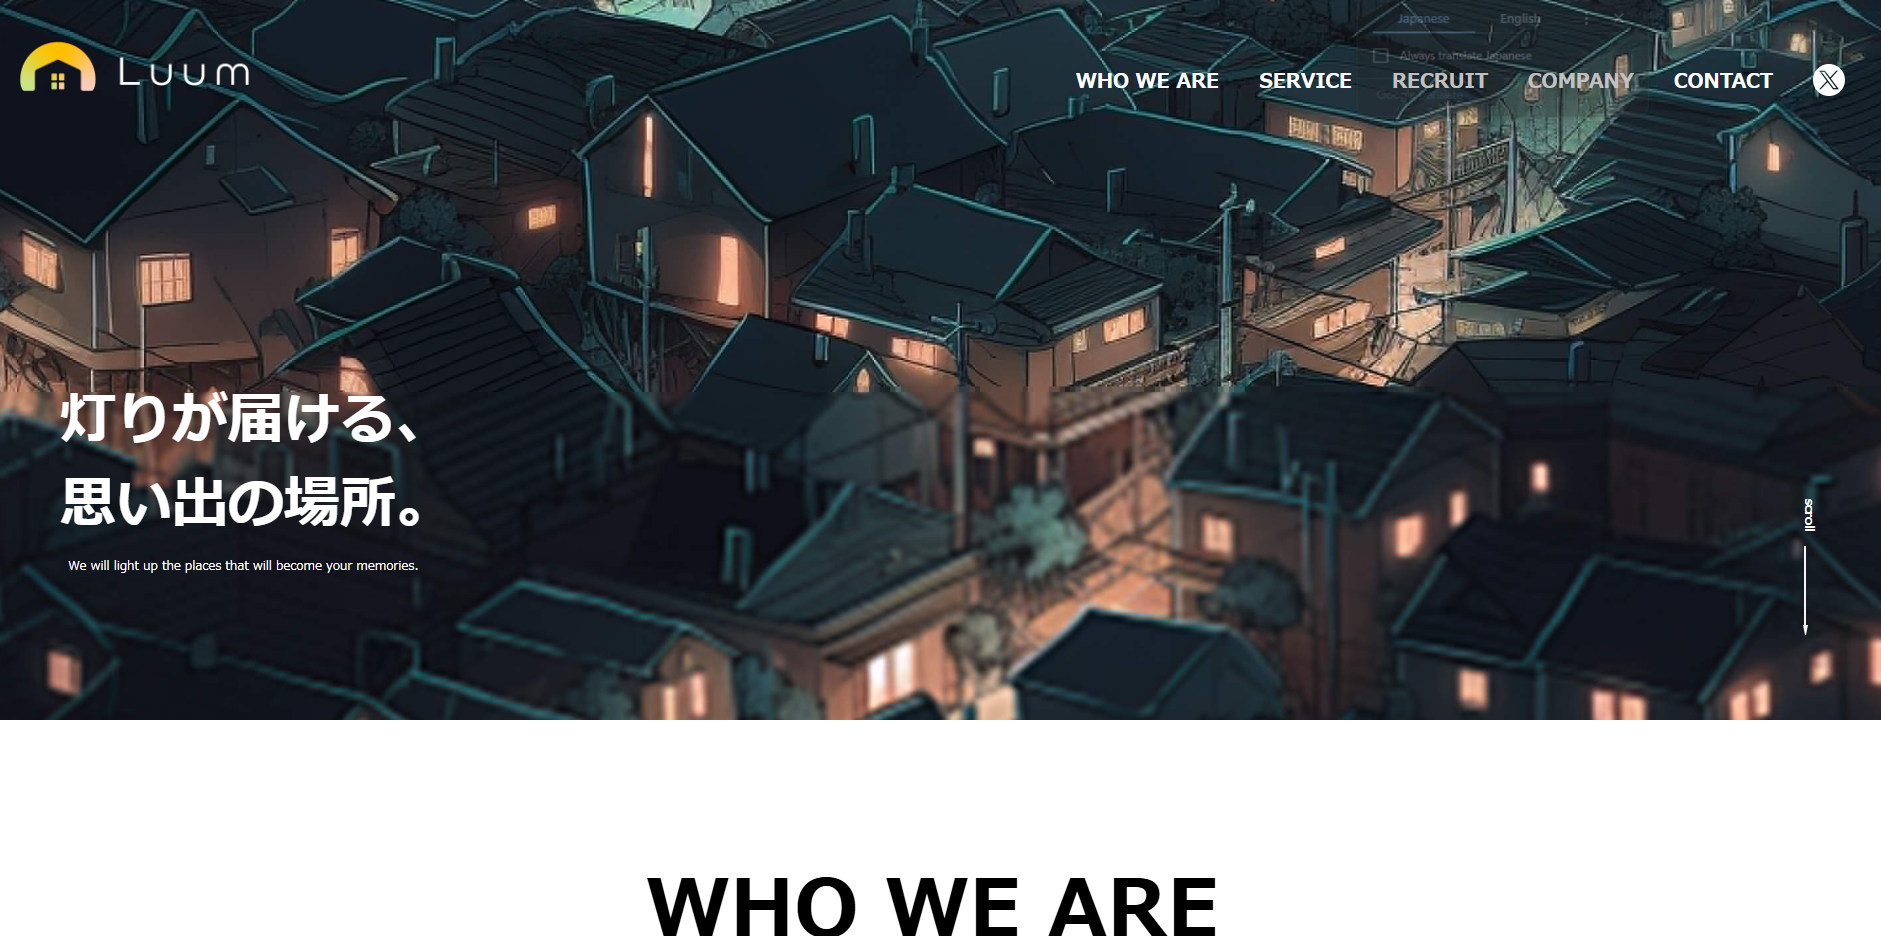 Japanese English
Always translate Japanese
Luum
WHO WE ARE SERVICE RECRUIT COMPANY CONTACT X
灯りが届ける、
思い出の場所。
We will light up the places that will become your memories.
scroll
WHO WE ARE